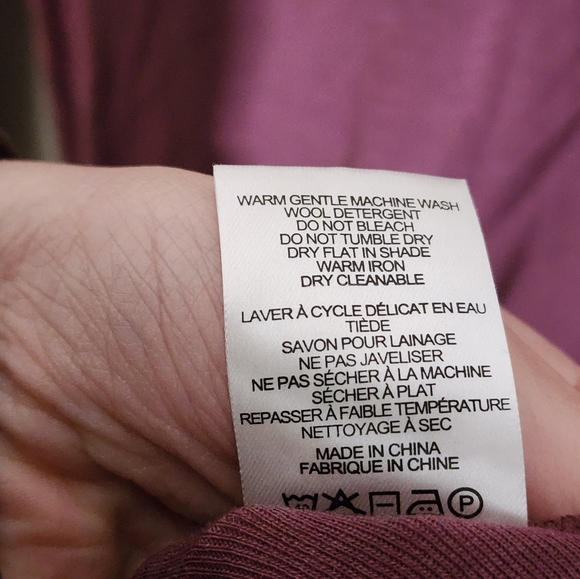 WARM GENTLE MACHINE WASH
WOOL DETERGENT
DO NOT BLEACH
DO NOT TUMBLE DRY
DRY FLAT IN SHADE
WARM IRON
DRY CLEANABLE
LAVER À CYCLE DÉLICAT EN EAU
TIÈDE
SAVON POUR LAINAGE
NE PAS JAVELISER
NE PAS SÉCHER À LA MACHINE
SÉCHER À PLAT
REPASSER À FAIBLE TEMPÉRATURE
NETTOYAGE À SEC
MADE IN CHINA
FABRIQUE IN CHINE
P